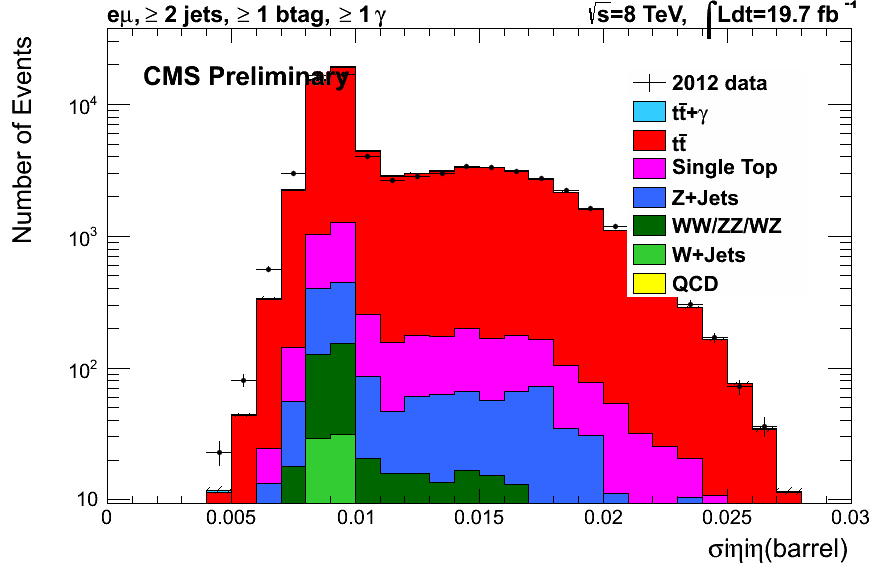 eμ, ≥ 2 jets, ≥ 1 btag, ≥ 1 γ
√s=8 TeV, ∫Ldt=19.7 fb⁻¹
CMS Preliminary
2012 data
tt̄+γ
tt̄
Single Top
Z+Jets
WW/ZZ/WZ
W+Jets
QCD
Number of Events
10⁴
10³
10²
10
0 0.005 0.01 0.015 0.02 0.025 0.03
σiηiη(barrel)